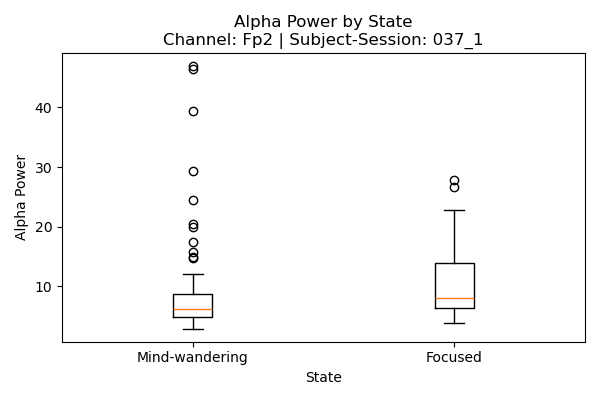 Alpha Power by State
Channel: Fp2 | Subject-Session: 037_1
Alpha Power
40
30
20
10
Mind-wandering
Focused
State